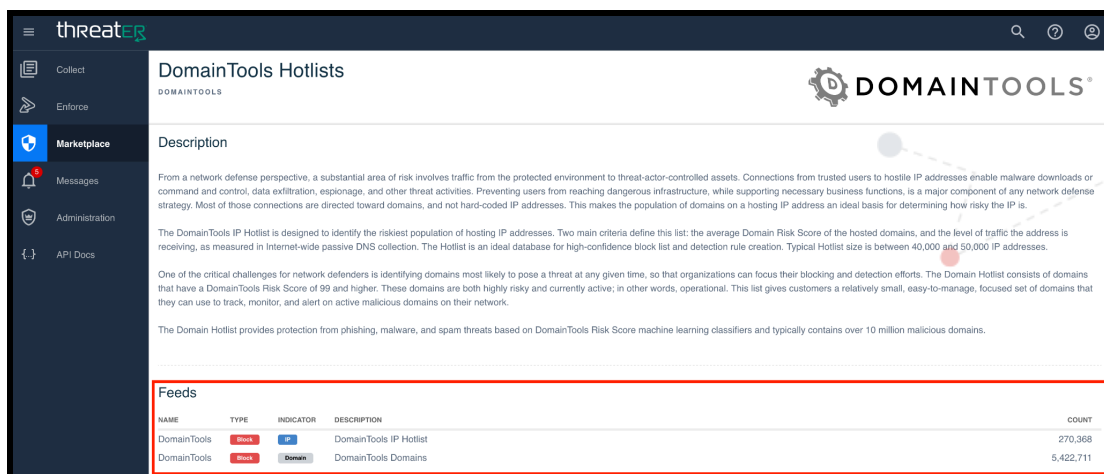 threatER
Collect
Enforce
Marketplace
5
Messages
Administration
API Docs
DomainTools Hotlists
DOMAINTOOLS
DOMAINTOOLS®
Description
From a network defense perspective, a substantial area of risk involves traffic from the protected environment to threat-actor-controlled assets. Connections from trusted users to hostile IP addresses enable malware downloads or
command and control, data exfiltration, espionage, and other threat activities. Preventing users from reaching dangerous infrastructure, while supporting necessary business functions, is a major component of any network defense
strategy. Most of those connections are directed toward domains, and not hard-coded IP addresses. This makes the population of domains on a hosting IP address an ideal basis for determining how risky the IP is.
The DomainTools IP Hotlist is designed to identify the riskiest population of hosting IP addresses. Two main criteria define this list: the average Domain Risk Score of the hosted domains, and the level of traffic the address is
receiving, as measured in Internet-wide passive DNS collection. The Hotlist is an ideal database for high-confidence block list and detection rule creation. Typical Hotlist size is between 40,000 and 50,000 IP addresses.
One of the critical challenges for network defenders is identifying domains most likely to pose a threat at any given time, so that organizations can focus their blocking and detection efforts. The Domain Hotlist consists of domains
that have a DomainTools Risk Score of 99 and higher. These domains are both highly risky and currently active; in other words, operational. This list gives customers a relatively small, easy-to-manage, focused set of domains that
they can use to track, monitor, and alert on active malicious domains on their network.
The Domain Hotlist provides protection from phishing, malware, and spam threats based on DomainTools Risk Score machine learning classifiers and typically contains over 10 million malicious domains.
Feeds
NAME TYPE INDICATOR DESCRIPTION COUNT
DomainTools Block IP DomainTools IP Hotlist 270,368
DomainTools Block Domain DomainTools Domains 5,422,711